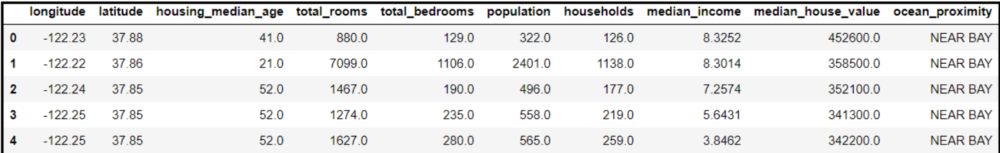 longitude latitude housing_median_age total_rooms total_bedrooms population households median_income median_house_value ocean_proximity
0 -122.23 37.88 41.0 880.0 129.0 322.0 126.0 8.3252 452600.0 NEAR BAY
1 -122.22 37.86 21.0 7099.0 1106.0 2401.0 1138.0 8.3014 358500.0 NEAR BAY
2 -122.24 37.85 52.0 1467.0 190.0 496.0 177.0 7.2574 352100.0 NEAR BAY
3 -122.25 37.85 52.0 1274.0 235.0 558.0 219.0 5.6431 341300.0 NEAR BAY
4 -122.25 37.85 52.0 1627.0 280.0 565.0 259.0 3.8462 342200.0 NEAR BAY